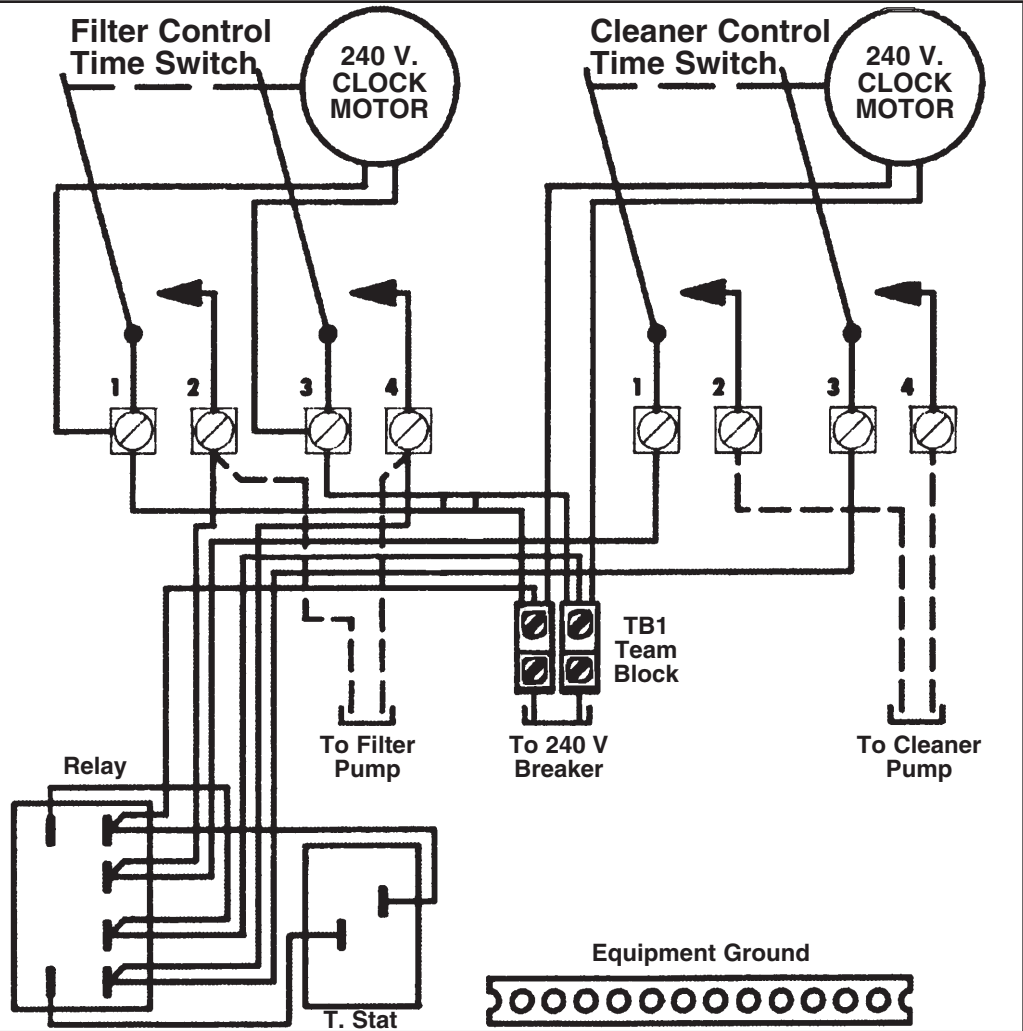 Filter Control
Time Switch
240 V.
CLOCK
MOTOR
Cleaner Control
Time Switch
240 V.
CLOCK
MOTOR
1 2 3 4
1 2 3 4
TB1
Team
Block
To Filter
Pump
To 240 V
Breaker
To Cleaner
Pump
Relay
T. Stat
Equipment Ground